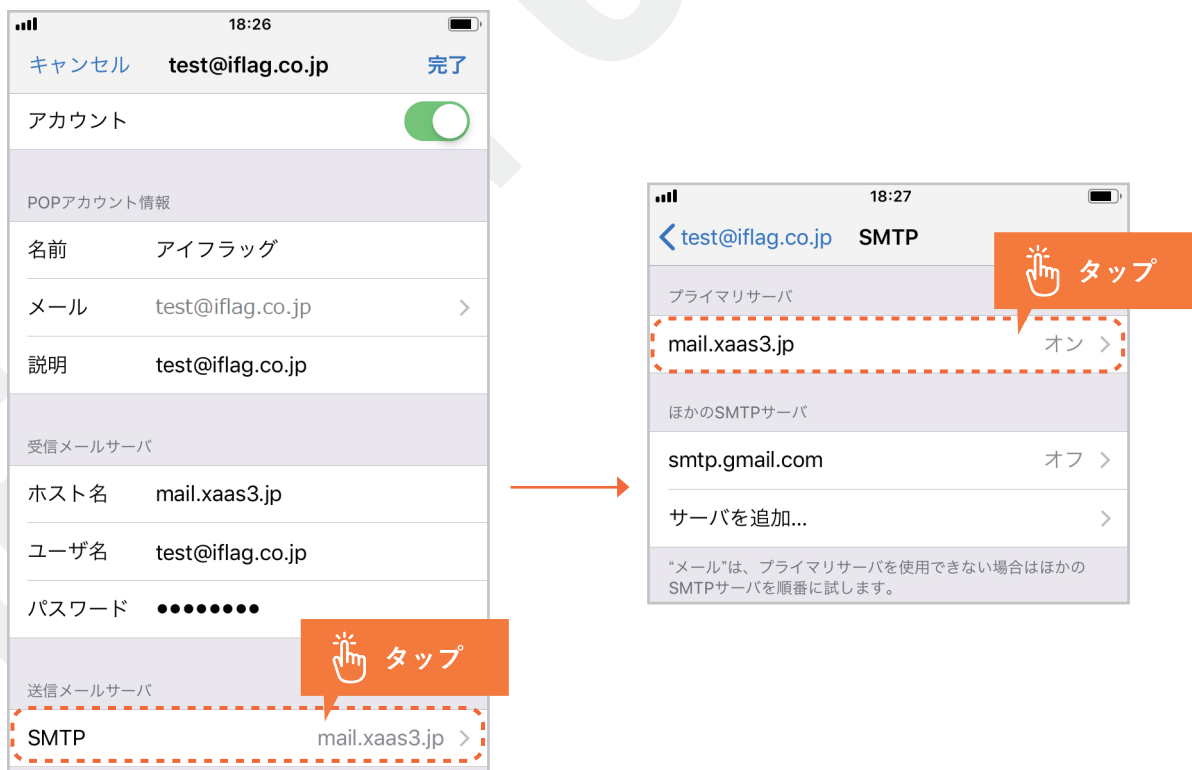 18:26
キャンセル test@iflag.co.jp 完了
アカウント
POPアカウント情報
名前 アイフラッグ
メール test@iflag.co.jp
説明 test@iflag.co.jp
受信メールサーバ
ホスト名 mail.xaas3.jp
ユーザ名 test@iflag.co.jp
パスワード ●●●●●●●●
タップ
送信メールサーバ
SMTP mail.xaas3.jp
18:27
test@iflag.co.jp SMTP
タップ
プライマリサーバ
mail.xaas3.jp オン
ほかのSMTPサーバ
smtp.gmail.com オフ
サーバを追加...
“メール”は、プライマリサーバを使用できない場合はほかの
SMTPサーバを順番に試します。